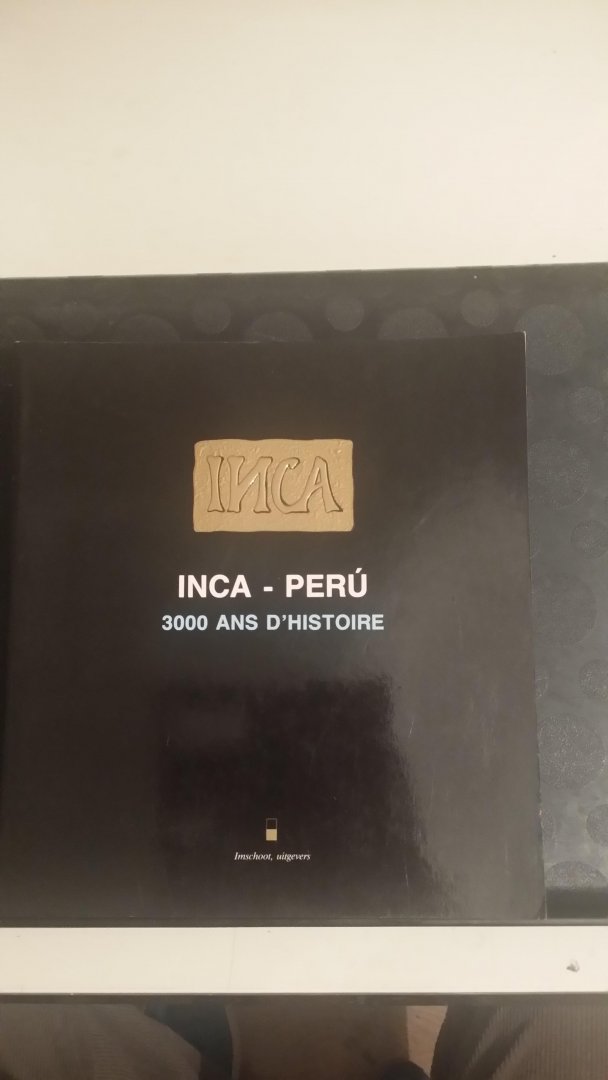 INCA
INCA - PERÚ
3000 ANS D'HISTOIRE
Imschoot, uitgevers